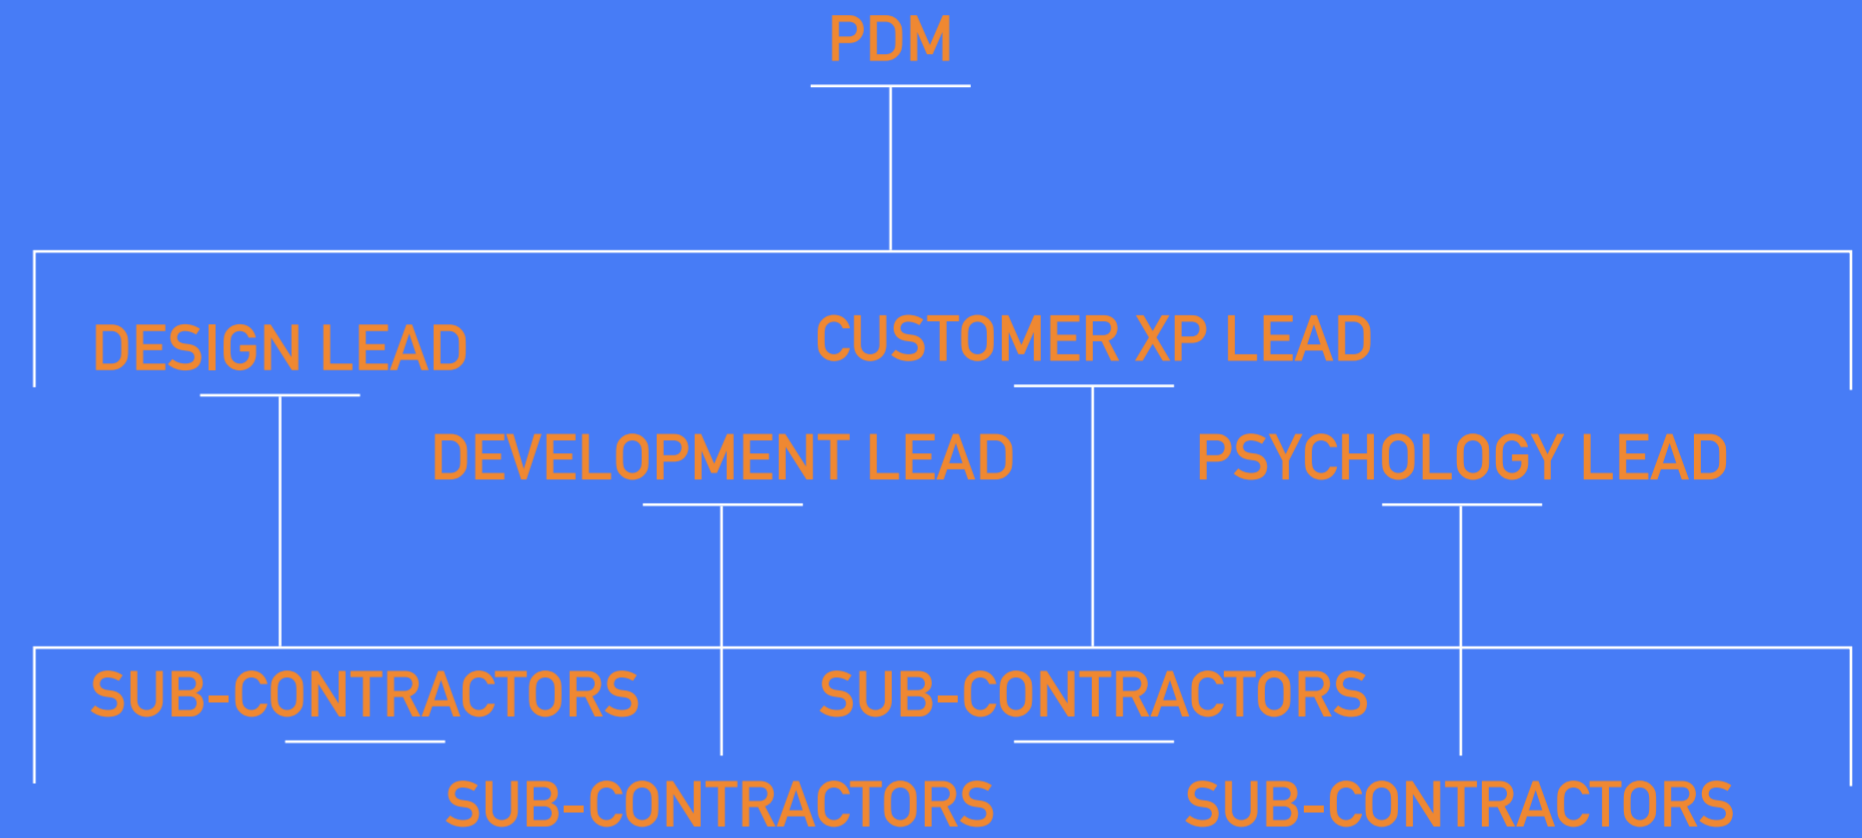 PDM
DESIGN LEAD
CUSTOMER XP LEAD
DEVELOPMENT LEAD
PSYCHOLOGY LEAD
SUB-CONTRACTORS
SUB-CONTRACTORS
SUB-CONTRACTORS
SUB-CONTRACTORS